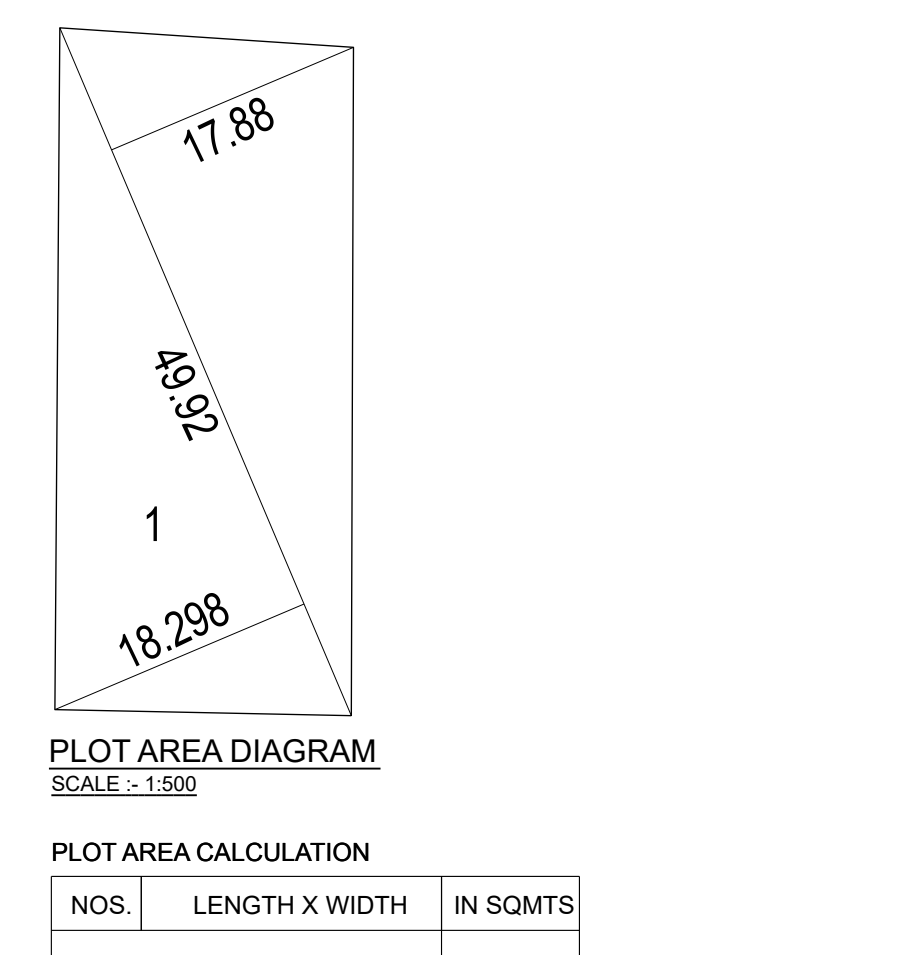 17.88
49.92
1
18.298
PLOT AREA DIAGRAM
SCALE :- 1:500
PLOT AREA CALCULATION
NOS. LENGTH X WIDTH IN SQMTS